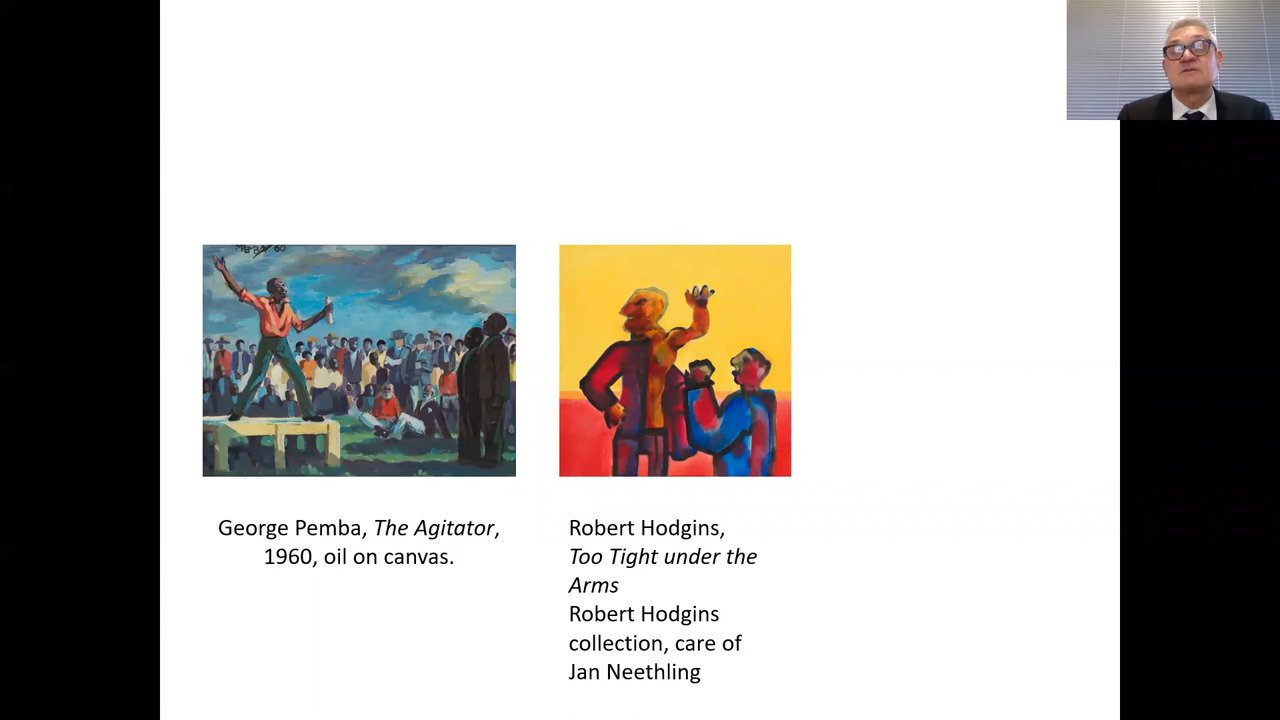 George Pemba, The Agitator,
1960, oil on canvas.
Robert Hodgins,
Too Tight under the
Arms
Robert Hodgins
collection, care of
Jan Neethling